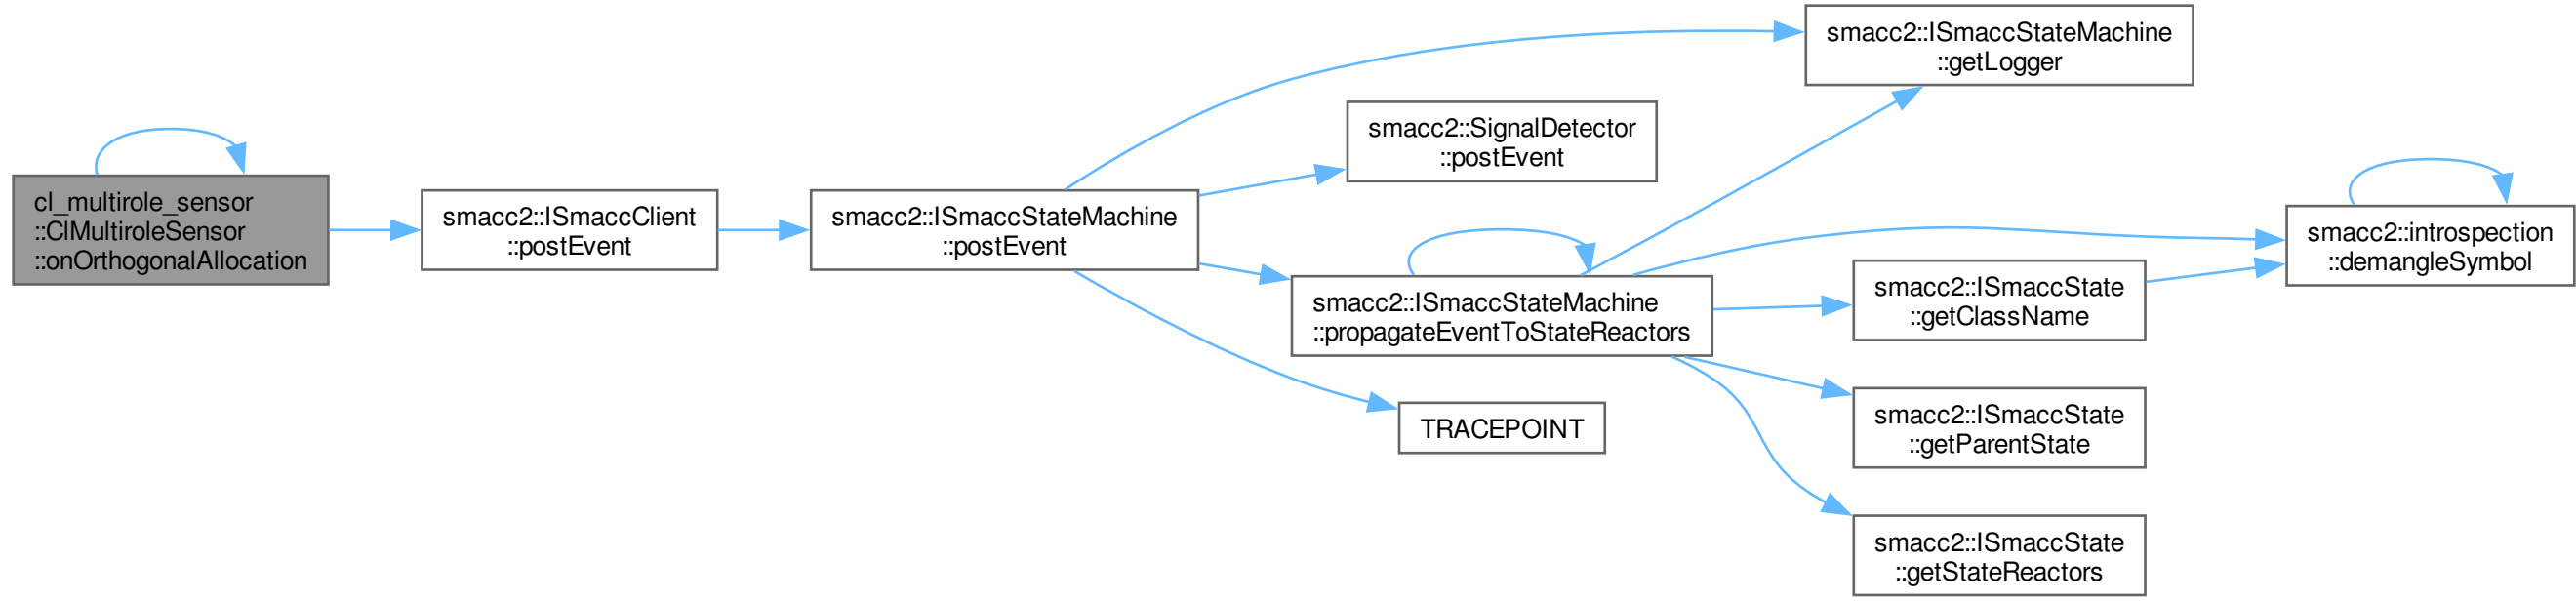 cl_multirole_sensor
::ClMultiroleSensor
::onOrthogonalAllocation
smacc2::ISmaccClient
::postEvent
smacc2::ISmaccStateMachine
::postEvent
smacc2::ISmaccStateMachine
::getLogger
smacc2::SignalDetector
::postEvent
smacc2::ISmaccStateMachine
::propagateEventToStateReactors
TRACEPOINT
smacc2::introspection
::demangleSymbol
smacc2::ISmaccState
::getClassName
smacc2::ISmaccState
::getParentState
smacc2::ISmaccState
::getStateReactors